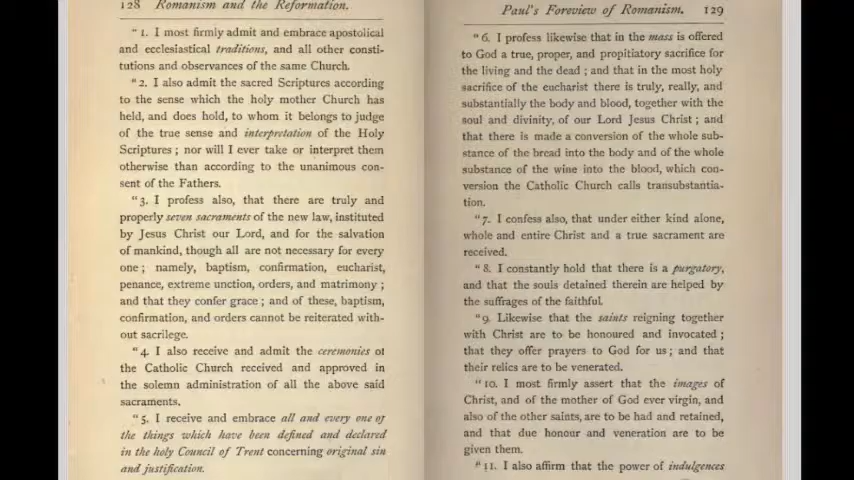 128 Romanism and the Reformation.
"1. I most firmly admit and embrace apostolical
and ecclesiastical traditions, and all other consti-
tutions and observances of the same Church.
"2. I also admit the sacred Scriptures according
to the sense which the holy mother Church has
held, and does hold, to whom it belongs to judge
of the true sense and interpretation of the Holy
Scriptures ; nor will I ever take or interpret them
otherwise than according to the unanimous con-
sent of the Fathers.
"3. I profess also, that there are truly and
properly seven sacraments of the new law, instituted
by Jesus Christ our Lord, and for the salvation
of mankind, though all are not necessary for every
one ; namely, baptism, confirmation, eucharist,
penance, extreme unction, orders, and matrimony ;
and that they confer grace ; and of these, baptism,
confirmation, and orders cannot be reiterated with-
out sacrilege.
"4. I also receive and admit the ceremonies of
the Catholic Church received and approved in
the solemn administration of all the above said
sacraments.
"5. I receive and embrace all and every one of
the things which have been defined and declared
in the holy Council of Trent concerning original sin
and justification.
Paul's Foreview of Romanism. 129
"6. I profess likewise that in the mass is offered
to God a true, proper, and propitiatory sacrifice for
the living and the dead ; and that in the most holy
sacrifice of the eucharist there is truly, really, and
substantially the body and blood, together with the
soul and divinity, of our Lord Jesus Christ ; and
that there is made a conversion of the whole sub-
stance of the bread into the body and of the whole
substance of the wine into the blood, which con-
version the Catholic Church calls transubstantia-
tion.
"7. I confess also, that under either kind alone,
whole and entire Christ and a true sacrament are
received.
"8. I constantly hold that there is a purgatory,
and that the souls detained therein are helped by
the suffrages of the faithful.
"9. Likewise that the saints reigning together
with Christ are to be honoured and invocated ;
that they offer prayers to God for us ; and that
their relics are to be venerated.
"10. I most firmly assert that the images of
Christ, and of the mother of God ever virgin, and
also of the other saints, are to be had and retained,
and that due honour and veneration are to be
given them.
"11. I also affirm that the power of indulgences